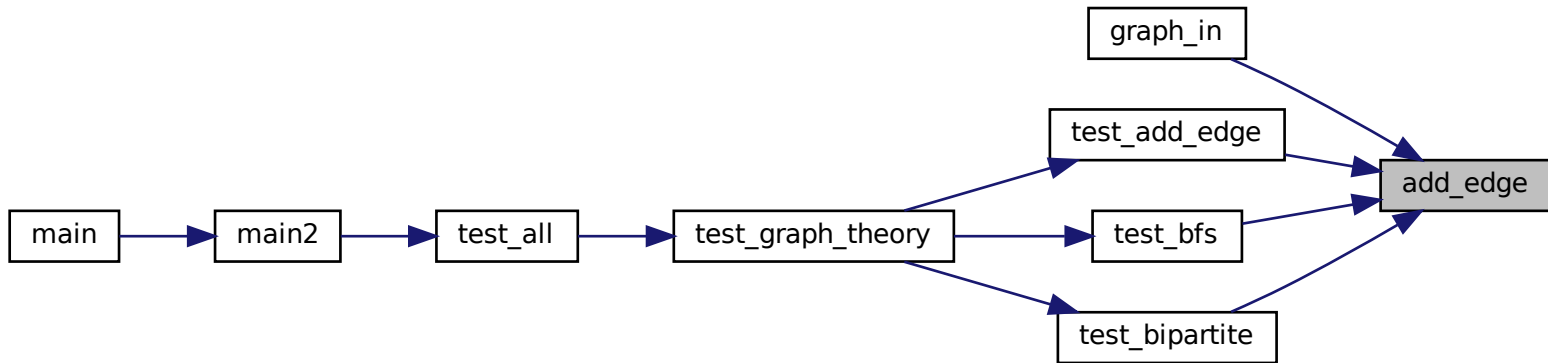 graph_in
test_add_edge
add_edge
main
main2
test_all
test_graph_theory
test_bfs
test_bipartite